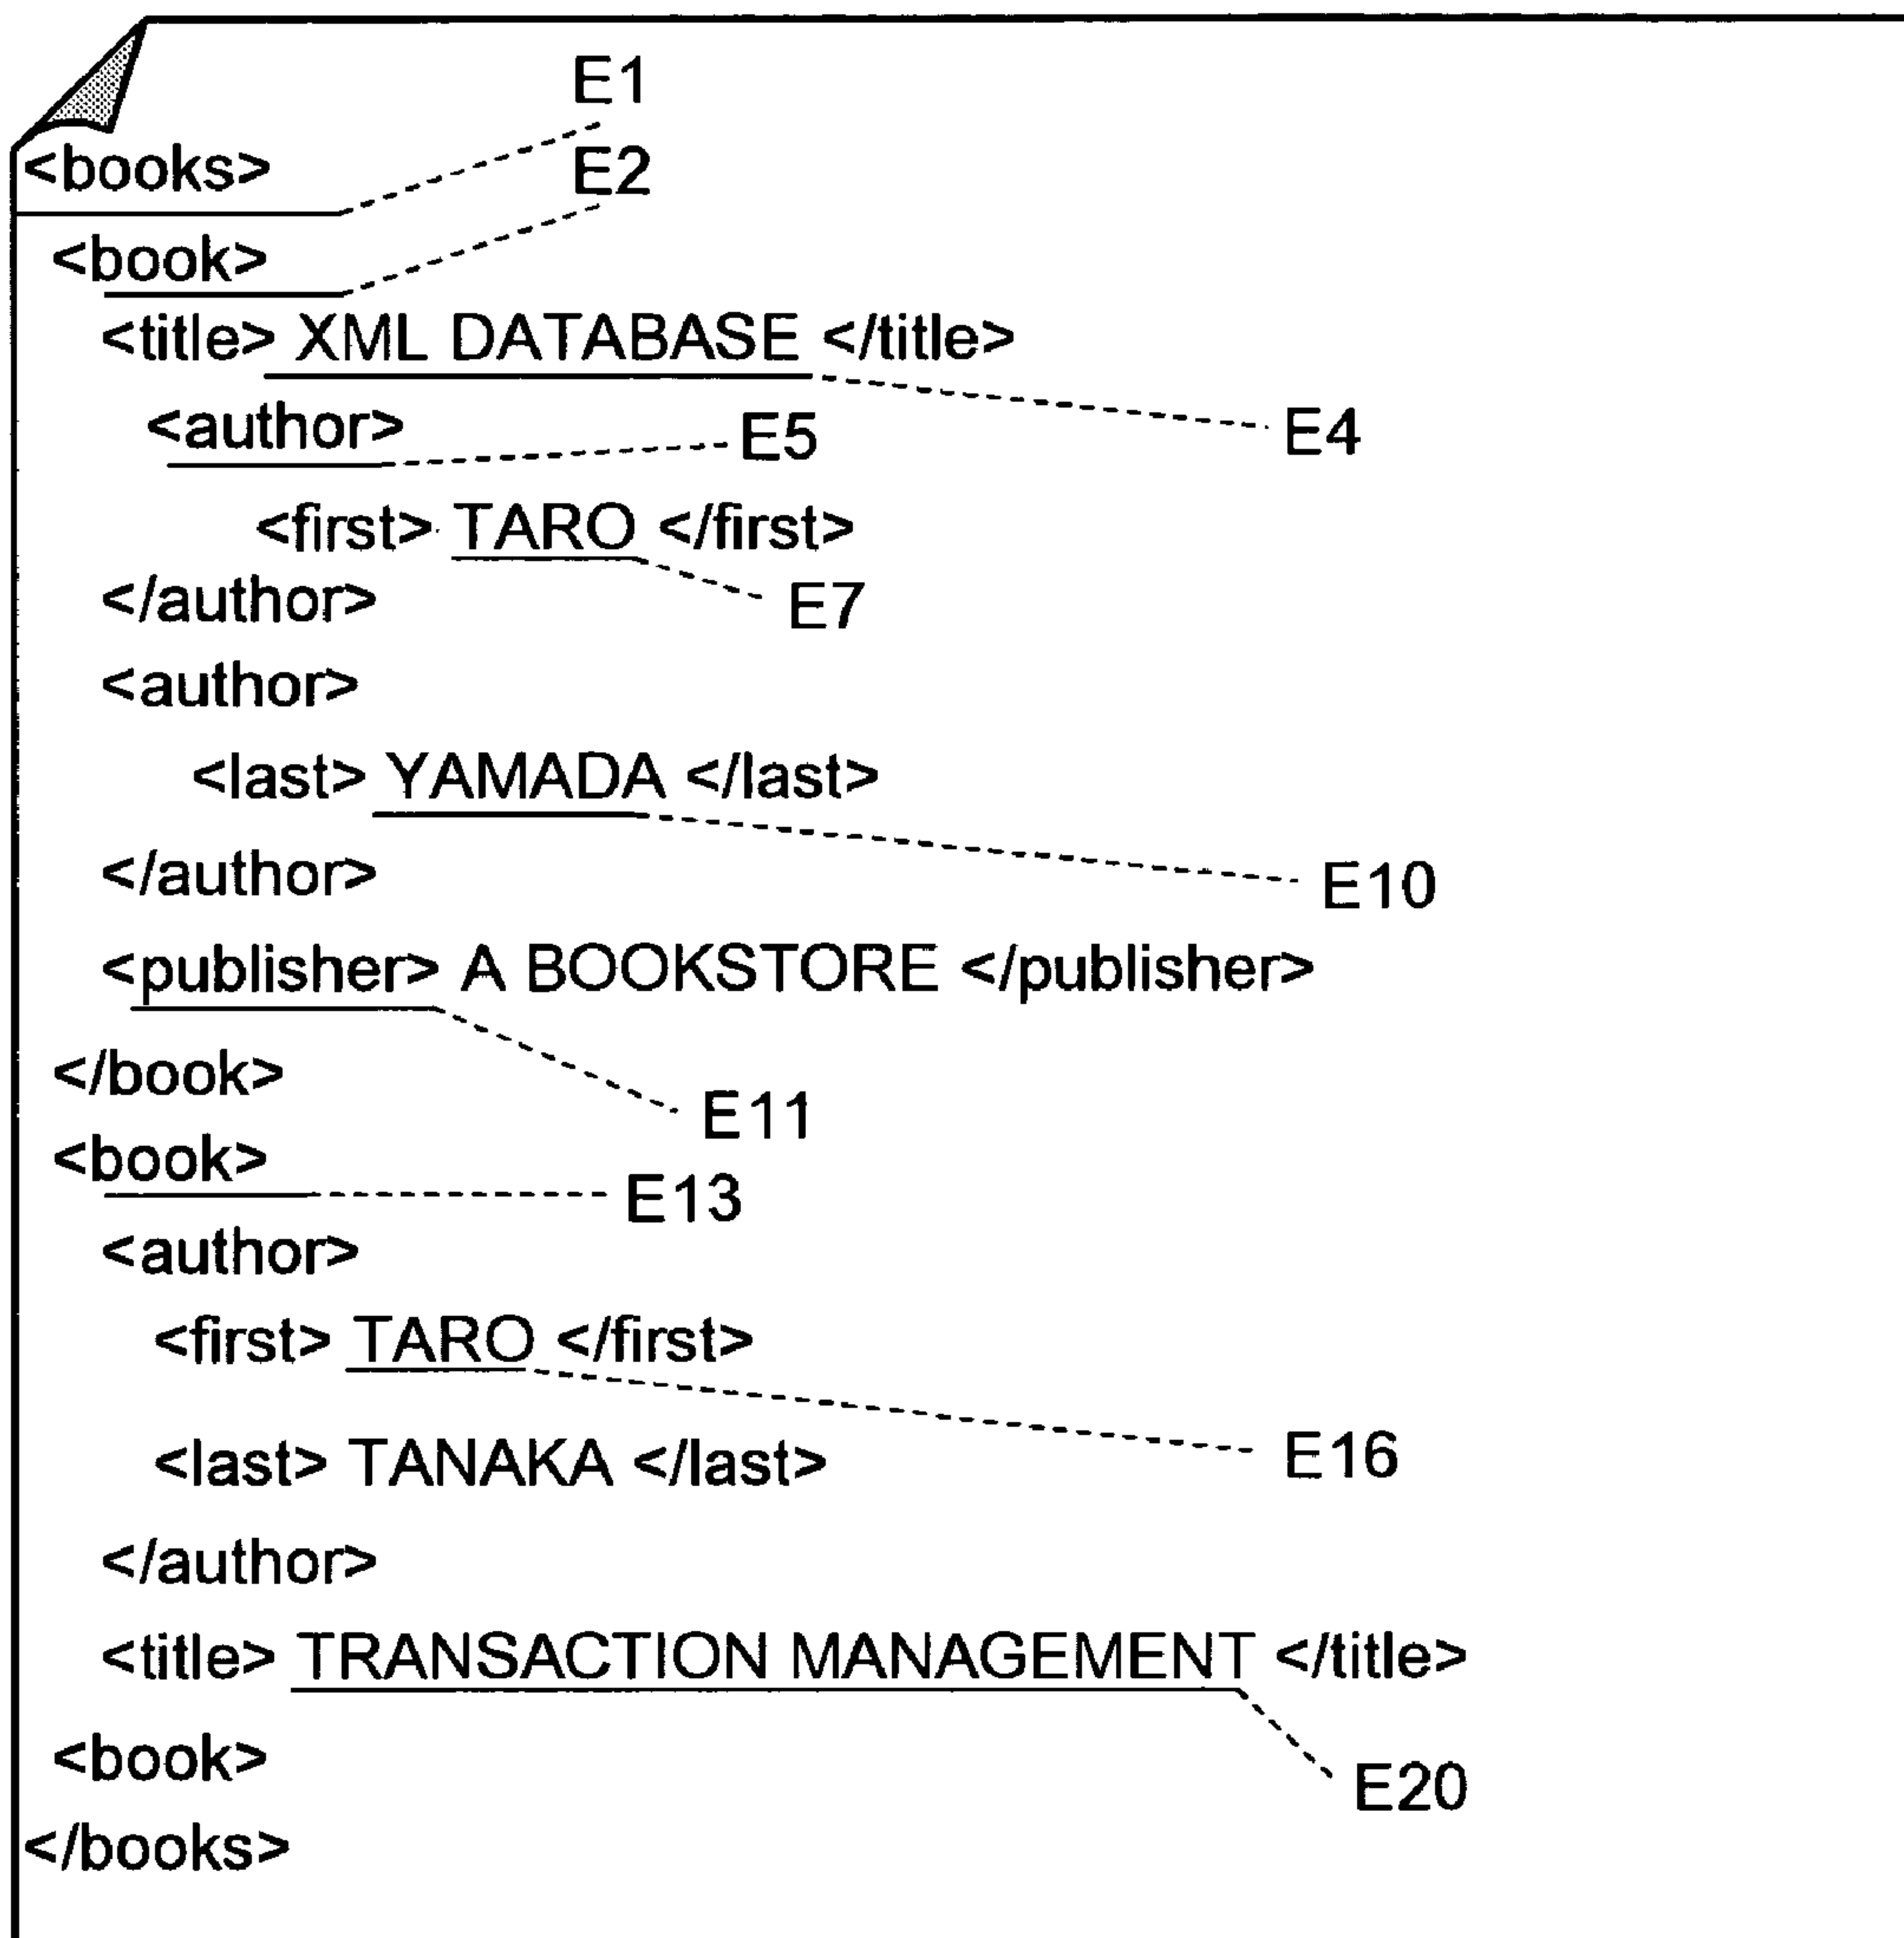 E1
<books>
E2
<book>
<title> XML DATABASE </title>
<author>
E5
E4
<first> TARO </first>
E7
</author>
<author>
<last> YAMADA </last>
</author>
E10
<publisher> A BOOKSTORE </publisher>
</book>
E11
<book>
E13
<author>
<first> TARO </first>
E16
<last> TANAKA </last>
</author>
<title> TRANSACTION MANAGEMENT </title>
<book>
E20
</books>